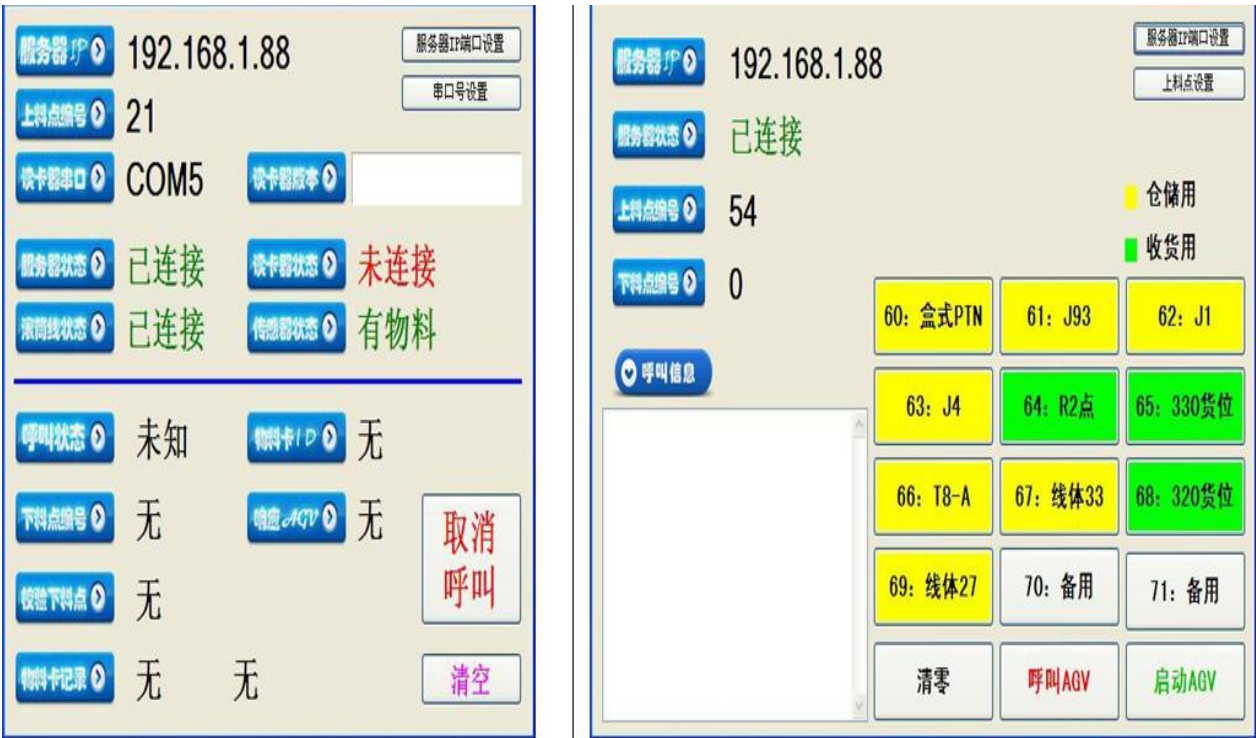 服务器IP 192.168.1.88 服务器IP端口设置
串口号设置
上料点编号 21
读卡器串口 COM5 读卡器版本
服务器状态 已连接 读卡器状态 未连接
滚筒线状态 已连接 传感器状态 有物料
呼叫状态 未知 物料卡ID 无
下料点编号 无 响应AGV 无
取消
呼叫
校验下料点 无
物料卡记录 无 无 清空
服务器IP 192.168.1.88 服务器IP端口设置
上料点设置
服务器状态 已连接
上料点编号 54 仓储用
收货用
下料点编号 0
呼叫信息
60: 盒式PTN 61: J93 62: J1
63: J4 64: R2点 65: 330货位
66: T8-A 67: 线体33 68: 320货位
69: 线体27 70: 备用 71: 备用
清零 呼叫AGV 启动AGV